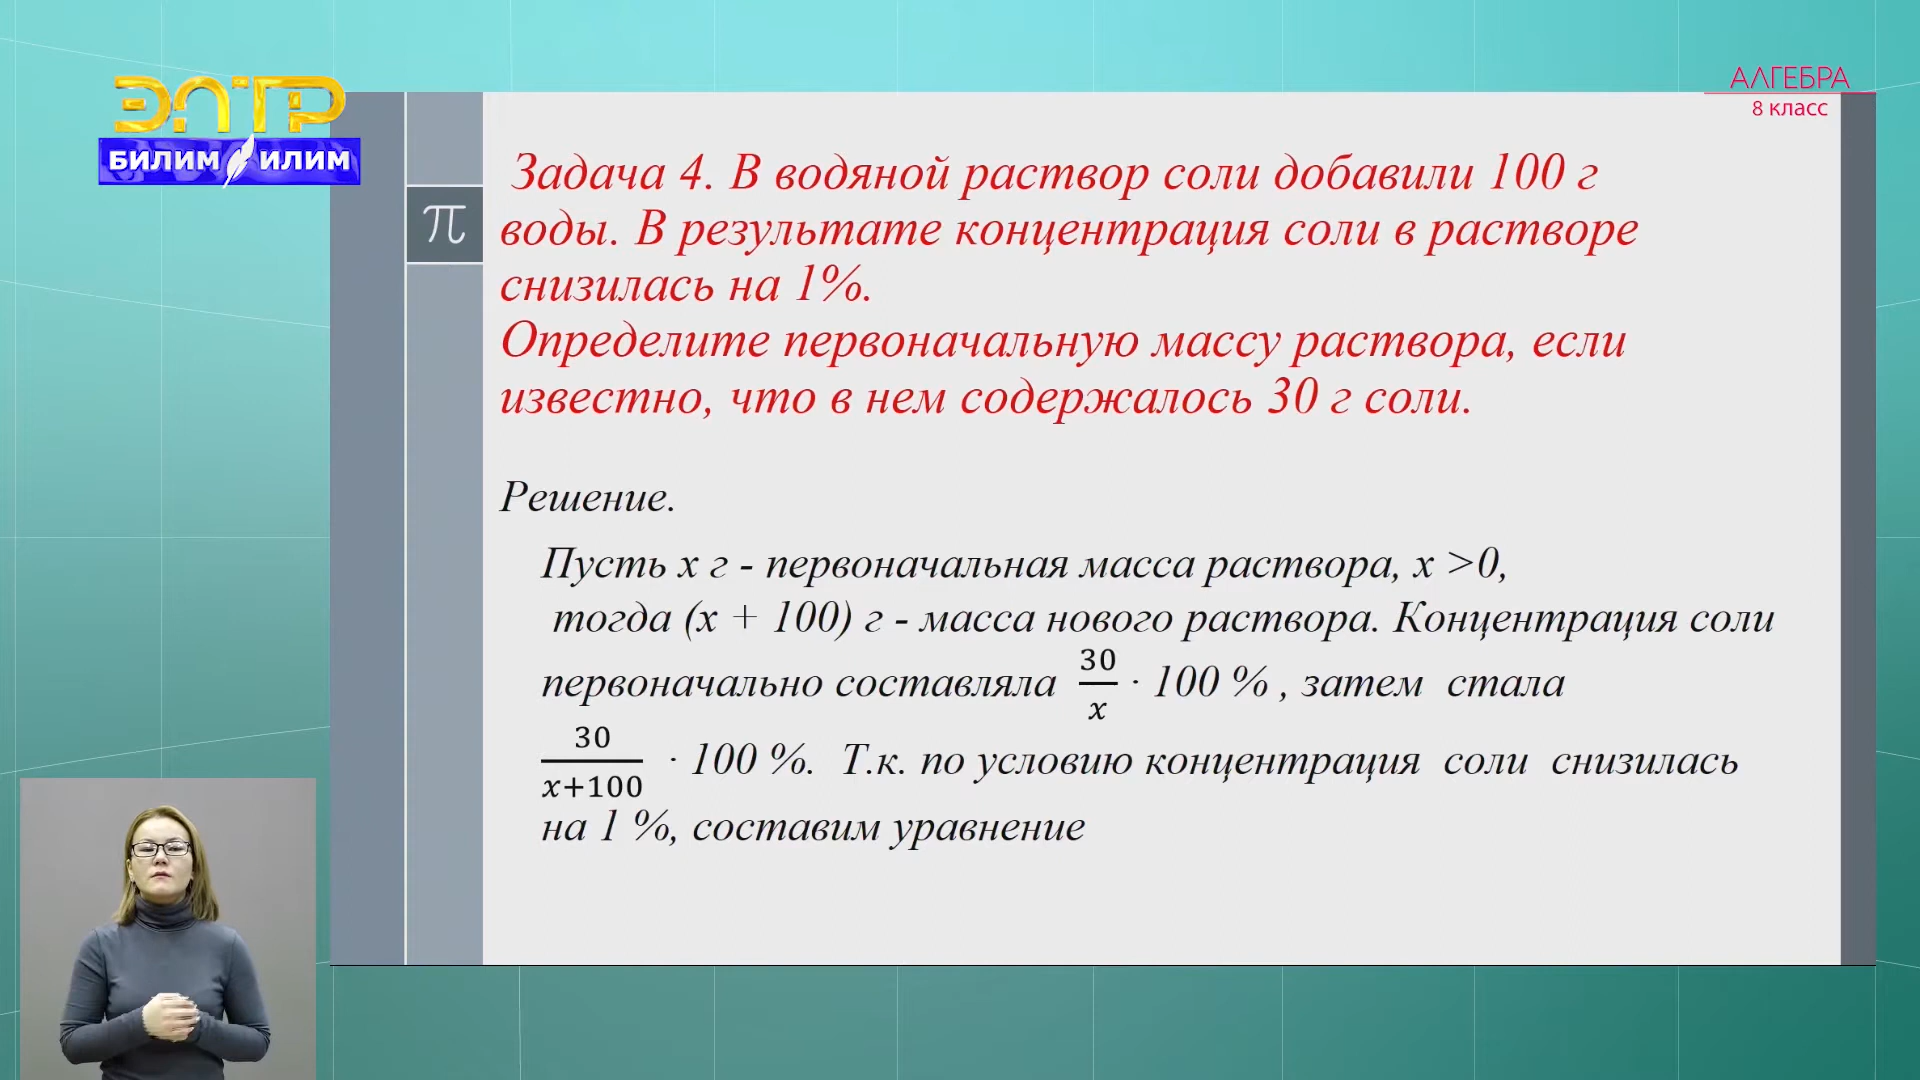 ЭЛТР
БИЛИМ ИЛИМ
АЛГЕБРА
8 класс
π
Задача 4. В водяной раствор соли добавили 100 г
воды. В результате концентрация соли в растворе
снизилась на 1%.
Определите первоначальную массу раствора, если
известно, что в нем содержалось 30 г соли.
Решение.
Пусть х г - первоначальная масса раствора, х >0,
тогда (х + 100) г - масса нового раствора. Концентрация соли
первоначально составляла 30/x · 100 % , затем стала
30/(x+100) · 100 %. Т.к. по условию концентрация соли снизилась
на 1 %, составим уравнение